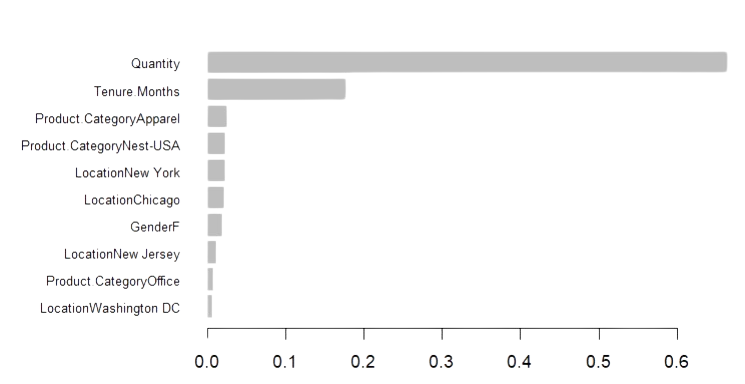 Quantity
Tenure.Months
Product.CategoryApparel
Product.CategoryNest-USA
LocationNew York
LocationChicago
GenderF
LocationNew Jersey
Product.CategoryOffice
LocationWashington DC
0.0 0.1 0.2 0.3 0.4 0.5 0.6